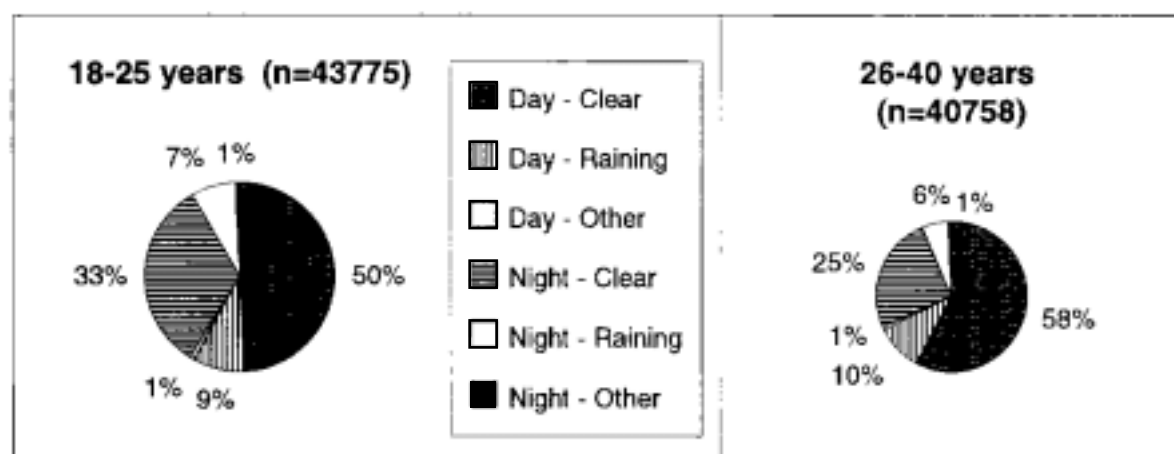 18-25 years (n=43775)
7% 1%
33%
50%
1% 9%
Day - Clear
Day - Raining
Day - Other
Night - Clear
Night - Raining
Night - Other
26-40 years
(n=40758)
6% 1%
25%
58%
1%
10%